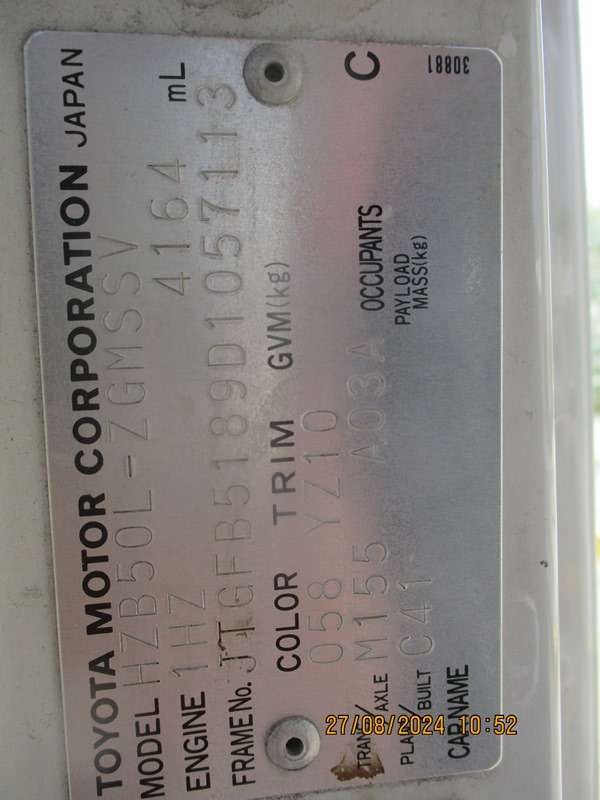 TOYOTA MOTOR CORPORATION JAPAN
MODEL HZB50L-ZGMSSV
ENGINE 1HZ 4164 mL
FRAME No. JTGFB5189D1057113
COLOR TRIM GVM(kg)
058 YZ10
TRANS/AXLE M155 A03A OCCUPANTS C
PLANT/BUILT C41 PAYLOAD MASS(kg)
CAR NAME
30881
27/08/2024 10:52